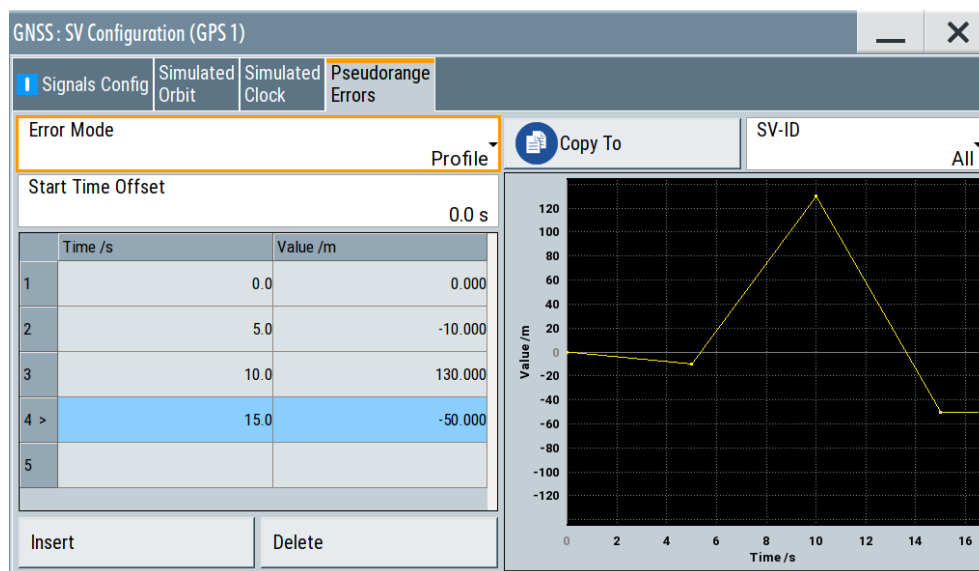 GNSS: SV Configuration (GPS 1)
Signals Config
Simulated
Orbit
Simulated
Clock
Pseudorange
Errors
Error Mode
Profile
Copy To
SV-ID
All
Start Time Offset
0.0 s
Time /s Value /m
1 0.0 0.000
2 5.0 -10.000
3 10.0 130.000
4 > 15.0 -50.000
5
Insert
Delete
Value /m
120
100
80
60
40
20
0
-20
-40
-60
-80
-100
-120
0 2 4 6 8 10 12 14 16
Time /s